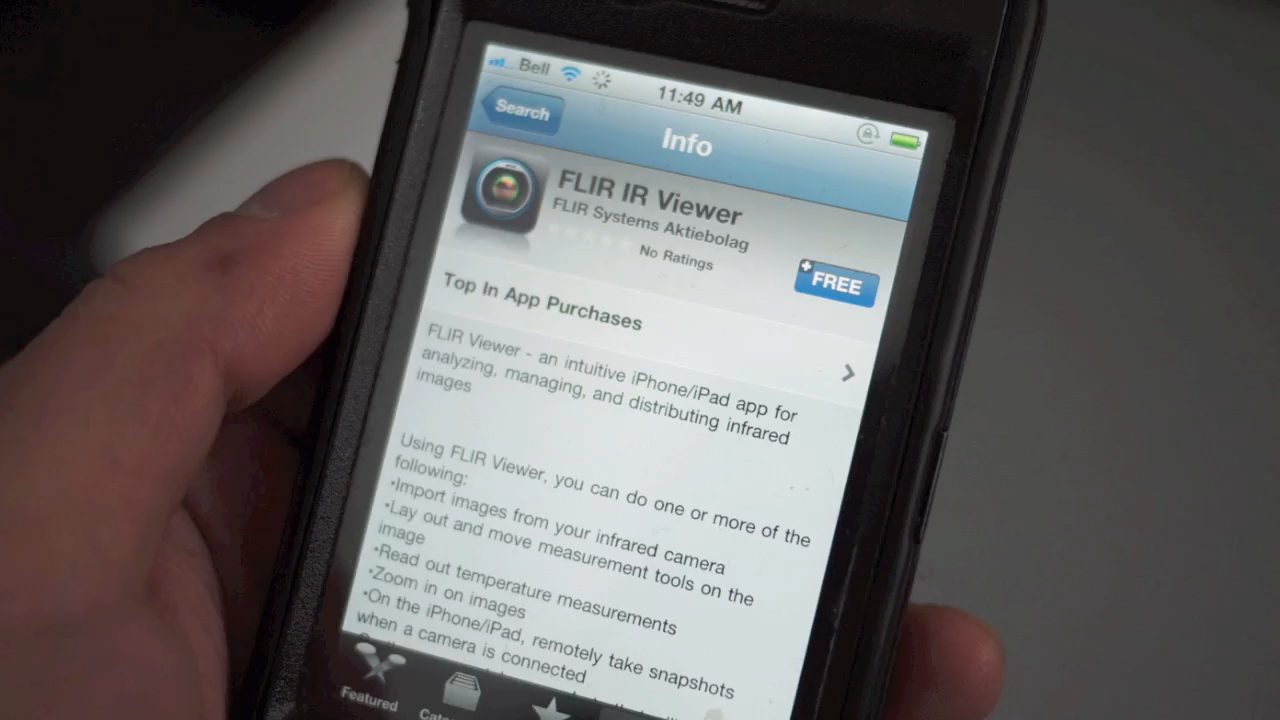 Bell
11:49 AM
Search
Info
FLIR IR Viewer
FLIR Systems Aktiebolag
No Ratings
FREE
Top In App Purchases
FLIR Viewer - an intuitive iPhone/iPad app for
analyzing, managing, and distributing infrared
images
Using FLIR Viewer, you can do one or more of the
following:
•Import images from your infrared camera
•Lay out and move measurement tools on the
image
•Read out temperature measurements
•Zoom in on images
•On the iPhone/iPad, remotely take snapshots
when a camera is connected
Featured